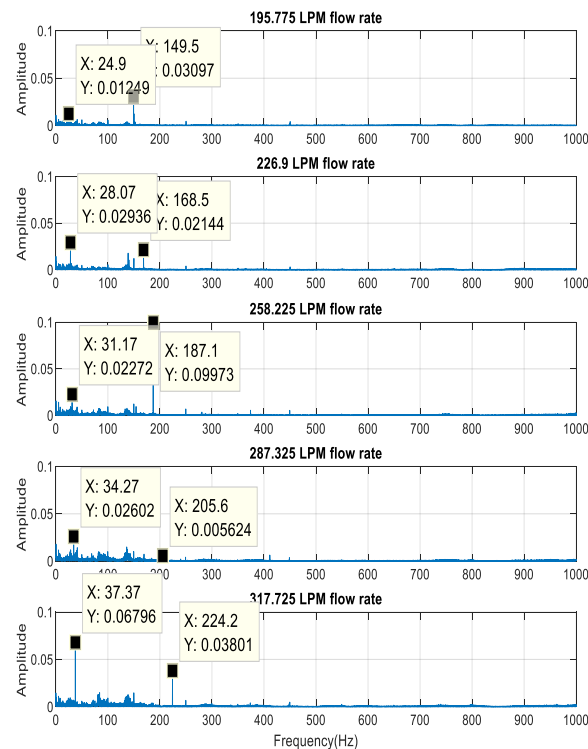 195.775 LPM flow rate
Amplitude
0.1
0.05
0
X: 24.9
Y: 0.01249
X: 149.5
Y: 0.03097
0 100 200 300 400 500 600 700 800 900 1000
226.9 LPM flow rate
Amplitude
0.1
0.05
0
X: 28.07
Y: 0.02936
X: 168.5
Y: 0.02144
0 100 200 300 400 500 600 700 800 900 1000
258.225 LPM flow rate
Amplitude
0.1
0.05
0
X: 31.17
Y: 0.02272
X: 187.1
Y: 0.09973
0 100 200 300 400 500 600 700 800 900 1000
287.325 LPM flow rate
Amplitude
0.1
0.05
0
X: 34.27
Y: 0.02602
X: 205.6
Y: 0.005624
0 100 200 300 400 500 600 700 800 900 1000
317.725 LPM flow rate
Amplitude
0.1
0.05
0
X: 37.37
Y: 0.06796
X: 224.2
Y: 0.03801
0 100 200 300 400 500 600 700 800 900 1000
Frequency(Hz)